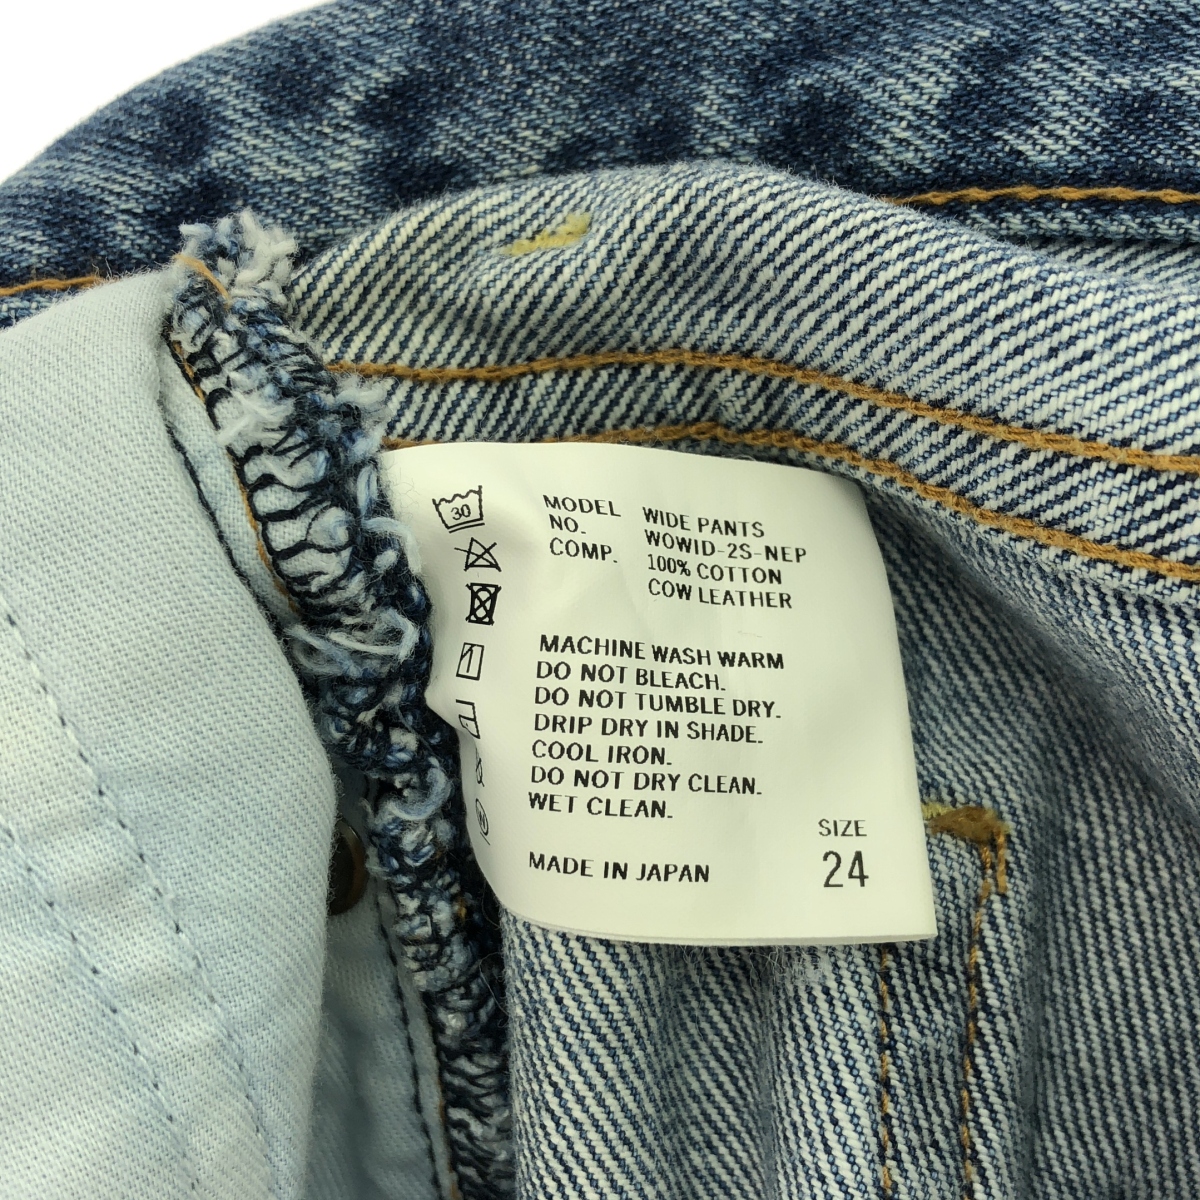 30
MODEL WIDE PANTS
NO. WOWID-2S-NEP
COMP. 100% COTTON
COW LEATHER
MACHINE WASH WARM
DO NOT BLEACH.
DO NOT TUMBLE DRY.
DRIP DRY IN SHADE.
COOL IRON.
DO NOT DRY CLEAN.
WET CLEAN.
W
MADE IN JAPAN
SIZE
24